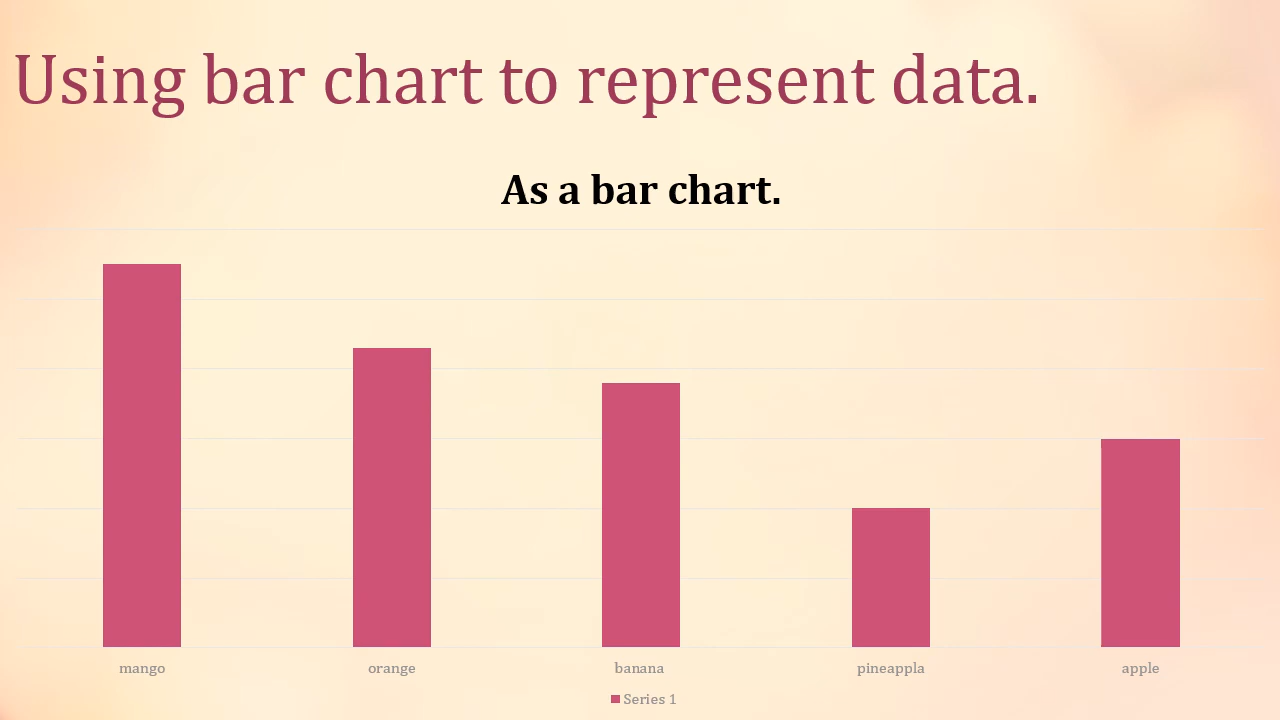 Using bar chart to represent data.
As a bar chart.
mango orange banana pineappla apple
Series 1